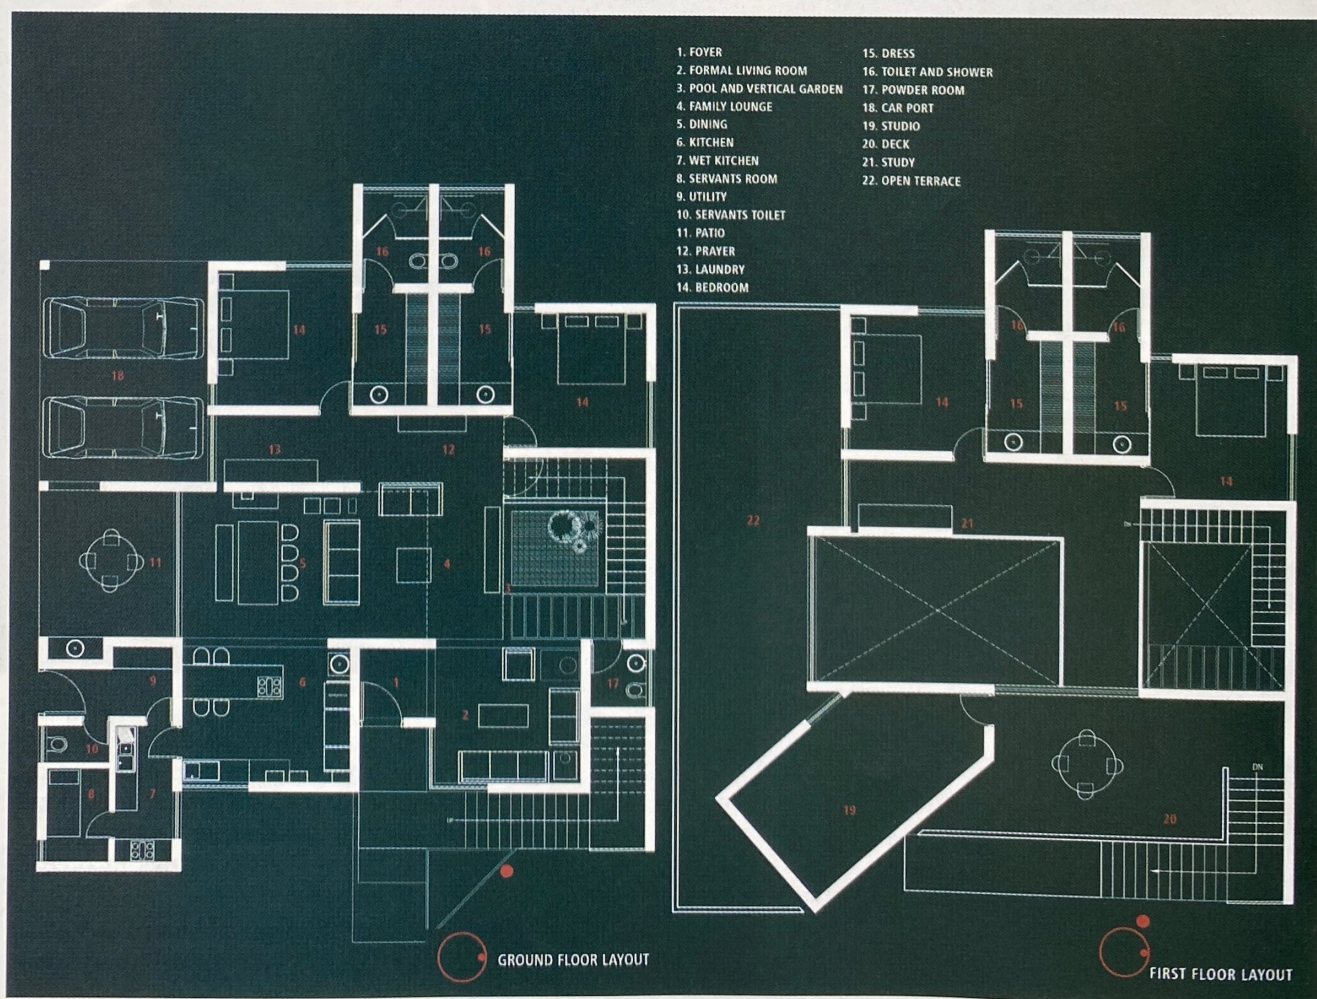 1. FOYER
2. FORMAL LIVING ROOM
3. POOL AND VERTICAL GARDEN
4. FAMILY LOUNGE
5. DINING
6. KITCHEN
7. WET KITCHEN
8. SERVANTS ROOM
9. UTILITY
10. SERVANTS TOILET
11. PATIO
12. PRAYER
13. LAUNDRY
14. BEDROOM
15. DRESS
16. TOILET AND SHOWER
17. POWDER ROOM
18. CAR PORT
19. STUDIO
20. DECK
21. STUDY
22. OPEN TERRACE
16
16
14
15
15
18
14
13
12
11
5
4
3
9
6
1
17
2
10
8
7
GROUND FLOOR LAYOUT
16
16
14
15
15
14
22
21
19
20
DN
FIRST FLOOR LAYOUT